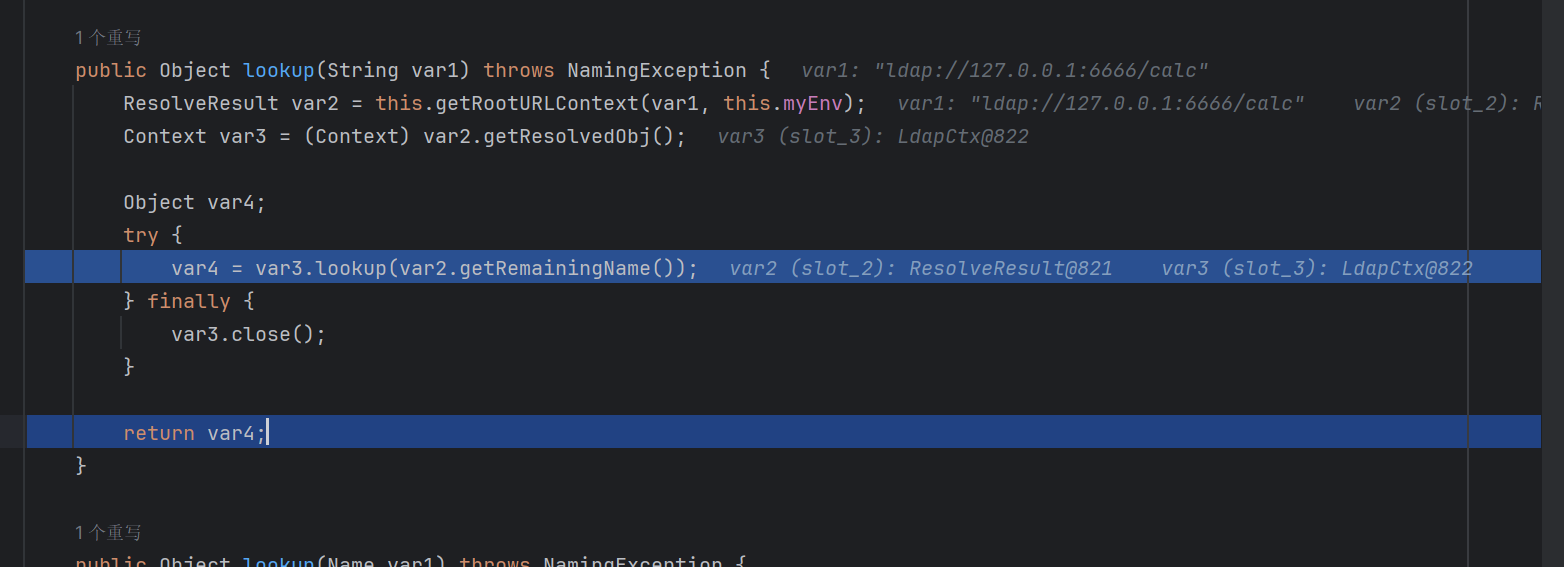 1 个重写
public Object lookup(String var1) throws NamingException {   var1: "ldap://127.0.0.1:6666/calc"
    ResolveResult var2 = this.getRootURLContext(var1, this.myEnv);   var1: "ldap://127.0.0.1:6666/calc"    var2 (slot_2): R
    Context var3 = (Context) var2.getResolvedObj();   var3 (slot_3): LdapCtx@822
    Object var4;
    try {
        var4 = var3.lookup(var2.getRemainingName());   var2 (slot_2): ResolveResult@821    var3 (slot_3): LdapCtx@822
    } finally {
        var3.close();
    }
    return var4;
}
1 个重写
public Object lookup(Name var1) throws NamingException {